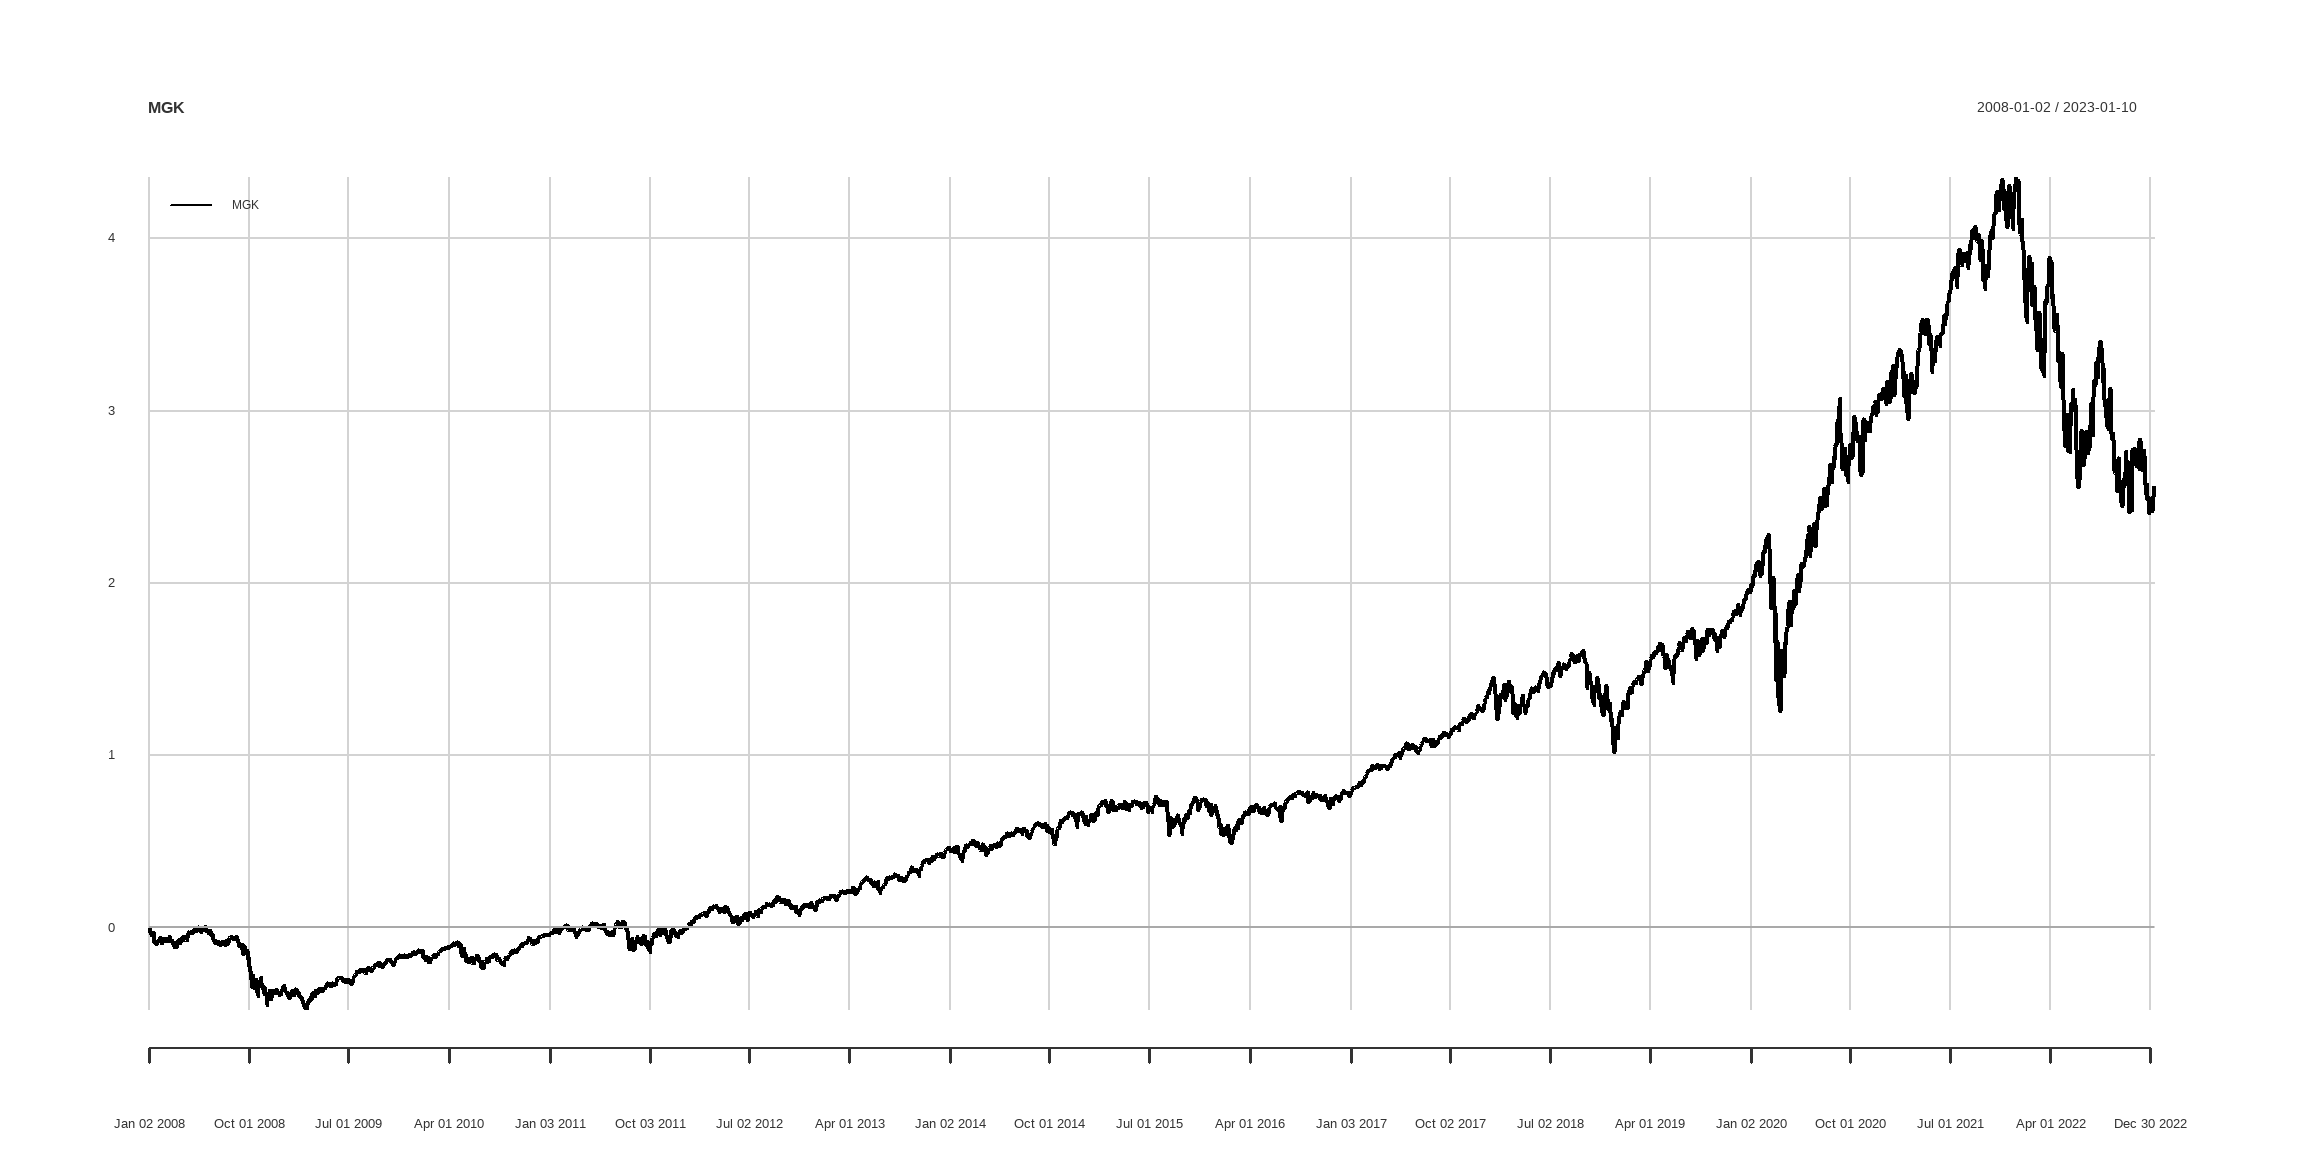 MGK
2008-01-02 / 2023-01-10
MGK
4
3
2
1
0
Jan 02 2008
Oct 01 2008
Jul 01 2009
Apr 01 2010
Jan 03 2011
Oct 03 2011
Jul 02 2012
Apr 01 2013
Jan 02 2014
Oct 01 2014
Jul 01 2015
Apr 01 2016
Jan 03 2017
Oct 02 2017
Jul 02 2018
Apr 01 2019
Jan 02 2020
Oct 01 2020
Jul 01 2021
Apr 01 2022
Dec 30 2022